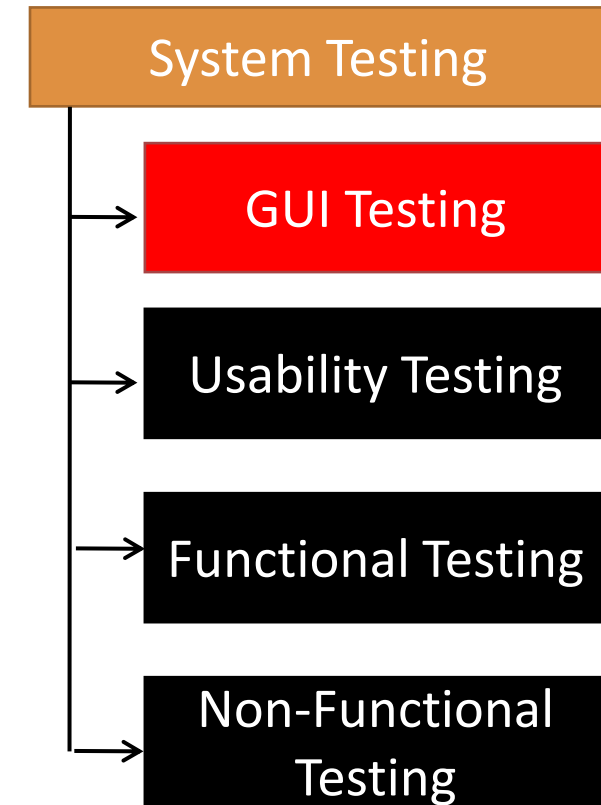 System Testing
GUI Testing
Usability Testing
Functional Testing
Non-Functional
Testing